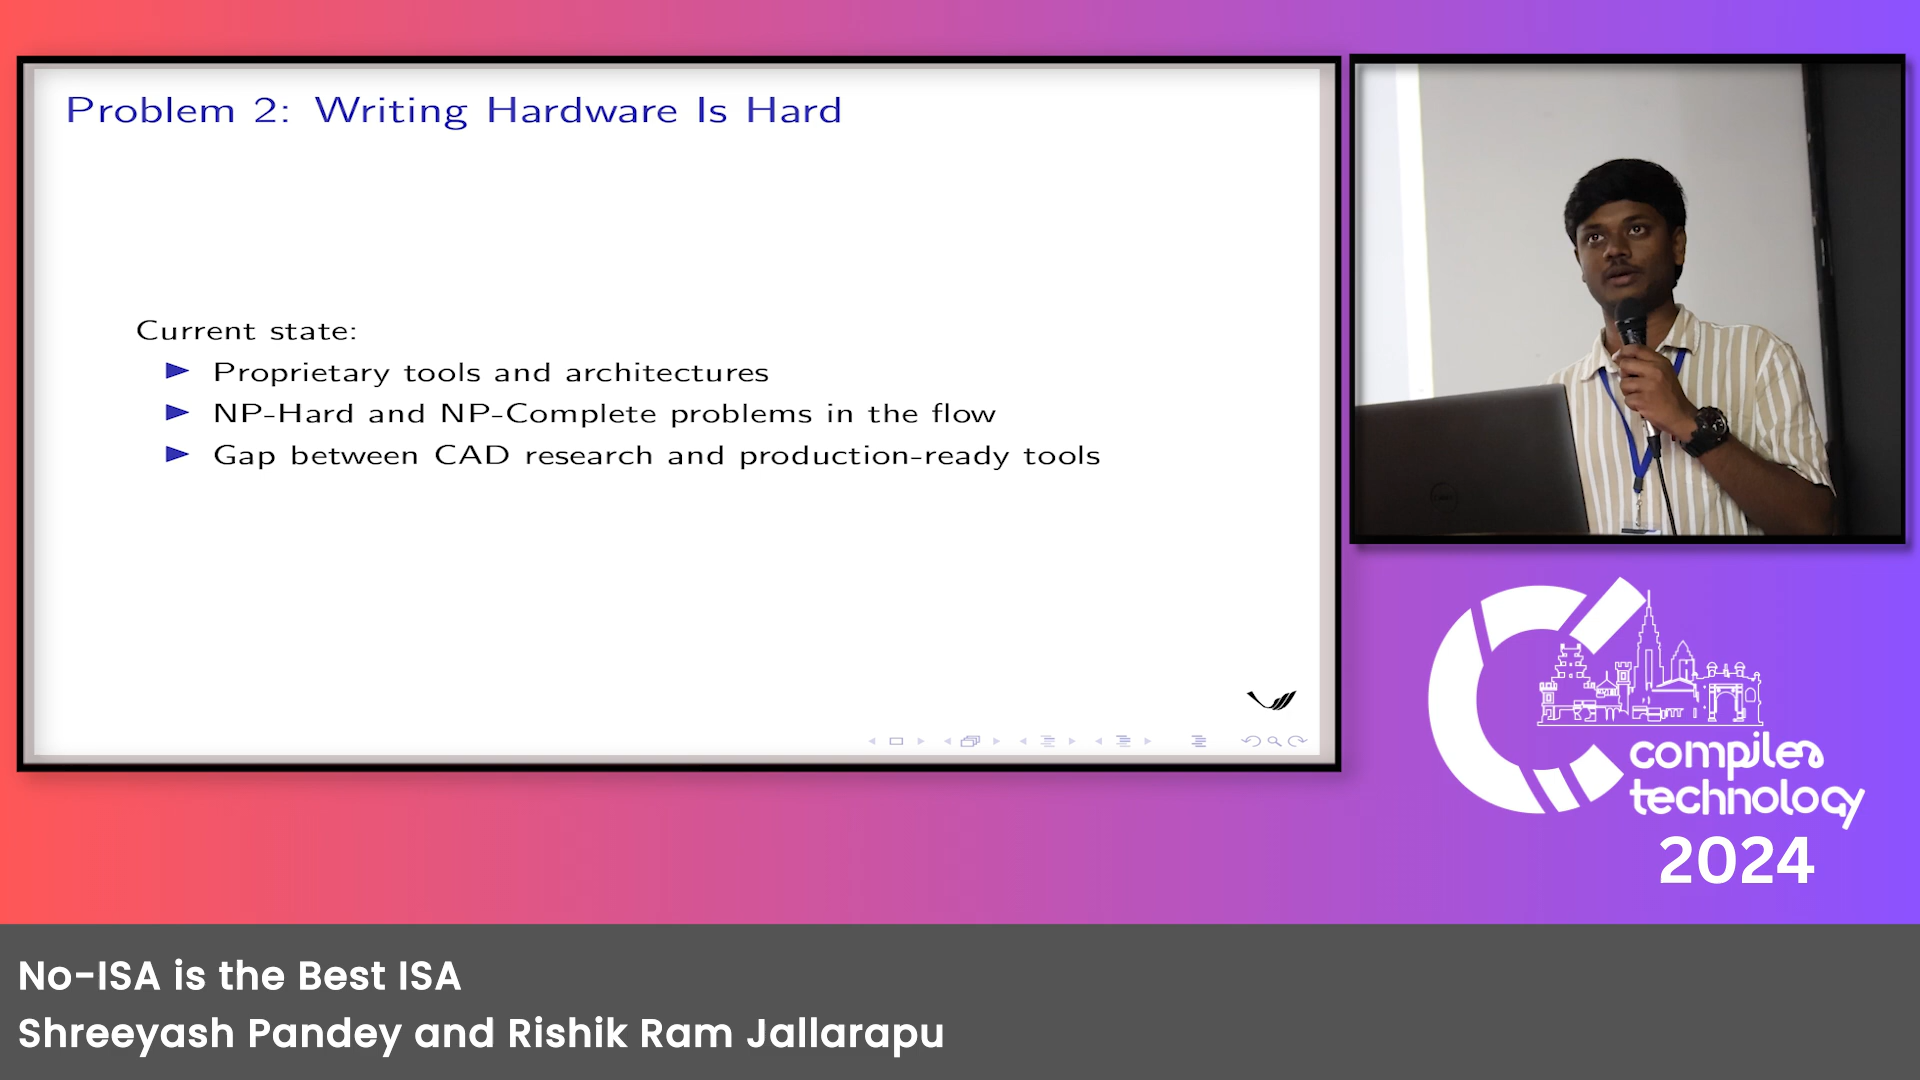 Problem 2: Writing Hardware Is Hard
Current state:
Proprietary tools and architectures
NP-Hard and NP-Complete problems in the flow
Gap between CAD research and production-ready tools
compiler
technology
2024
No-ISA is the Best ISA
Shreeyash Pandey and Rishik Ram Jallarapu